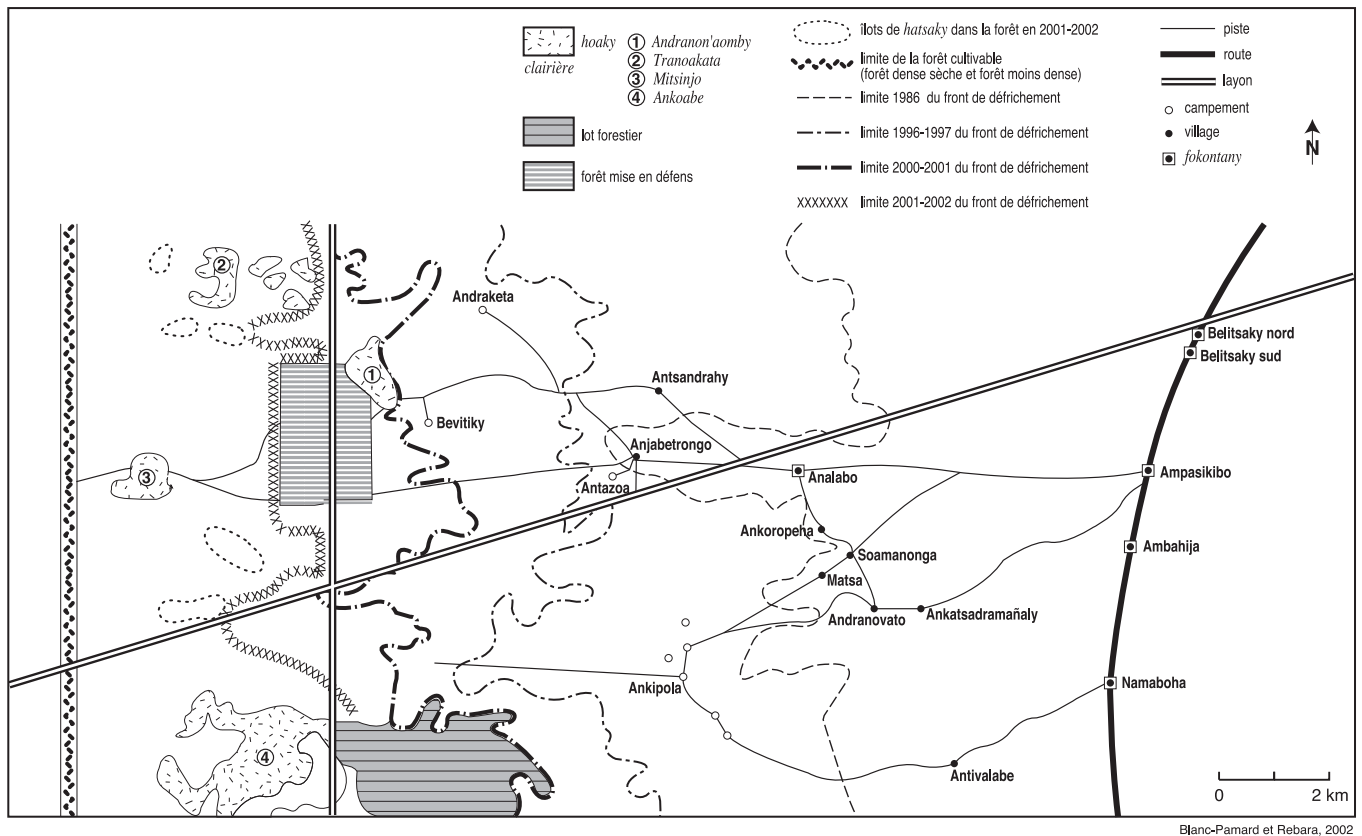 hoaky
clairière
1 Andranon'aomby
2 Tranoakata
3 Mitsinjo
4 Ankoabe
lot forestier
forêt mise en défens
îlots de hatsaky dans la forêt en 2001-2002
limite de la forêt cultivable
(forêt dense sèche et forêt moins dense)
limite 1986 du front de défrichement
limite 1996-1997 du front de défrichement
limite 2000-2001 du front de défrichement
XXXXXXX limite 2001-2002 du front de défrichement
piste
route
layon
campement
village
fokontany
N
2
Andraketa
Belitsaky nord
Belitsaky sud
1
Antsandrahy
Bevitiky
Anjabetrongo
3
Antazoa
Analabo
Ampasikibo
Ankoropeha
Soamanonga
Ambahija
Matsa
Andranovato
Ankatsadramañaly
Ankipola
Namaboha
4
Antivalabe
0 2 km
Blanc-Pamard et Rebara, 2002